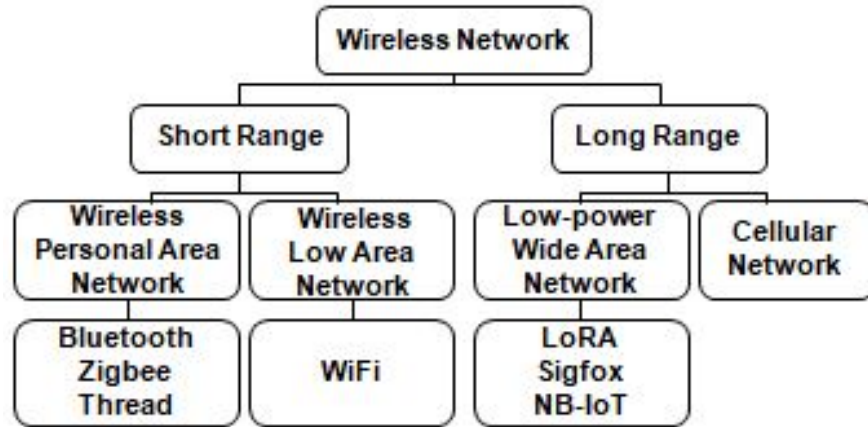 Wireless Network
Short Range
Long Range
Wireless
Personal Area
Network
Wireless
Low Area
Network
Low-power
Wide Area
Network
Cellular
Network
Bluetooth
Zigbee
Thread
WiFi
LoRA
Sigfox
NB-IoT